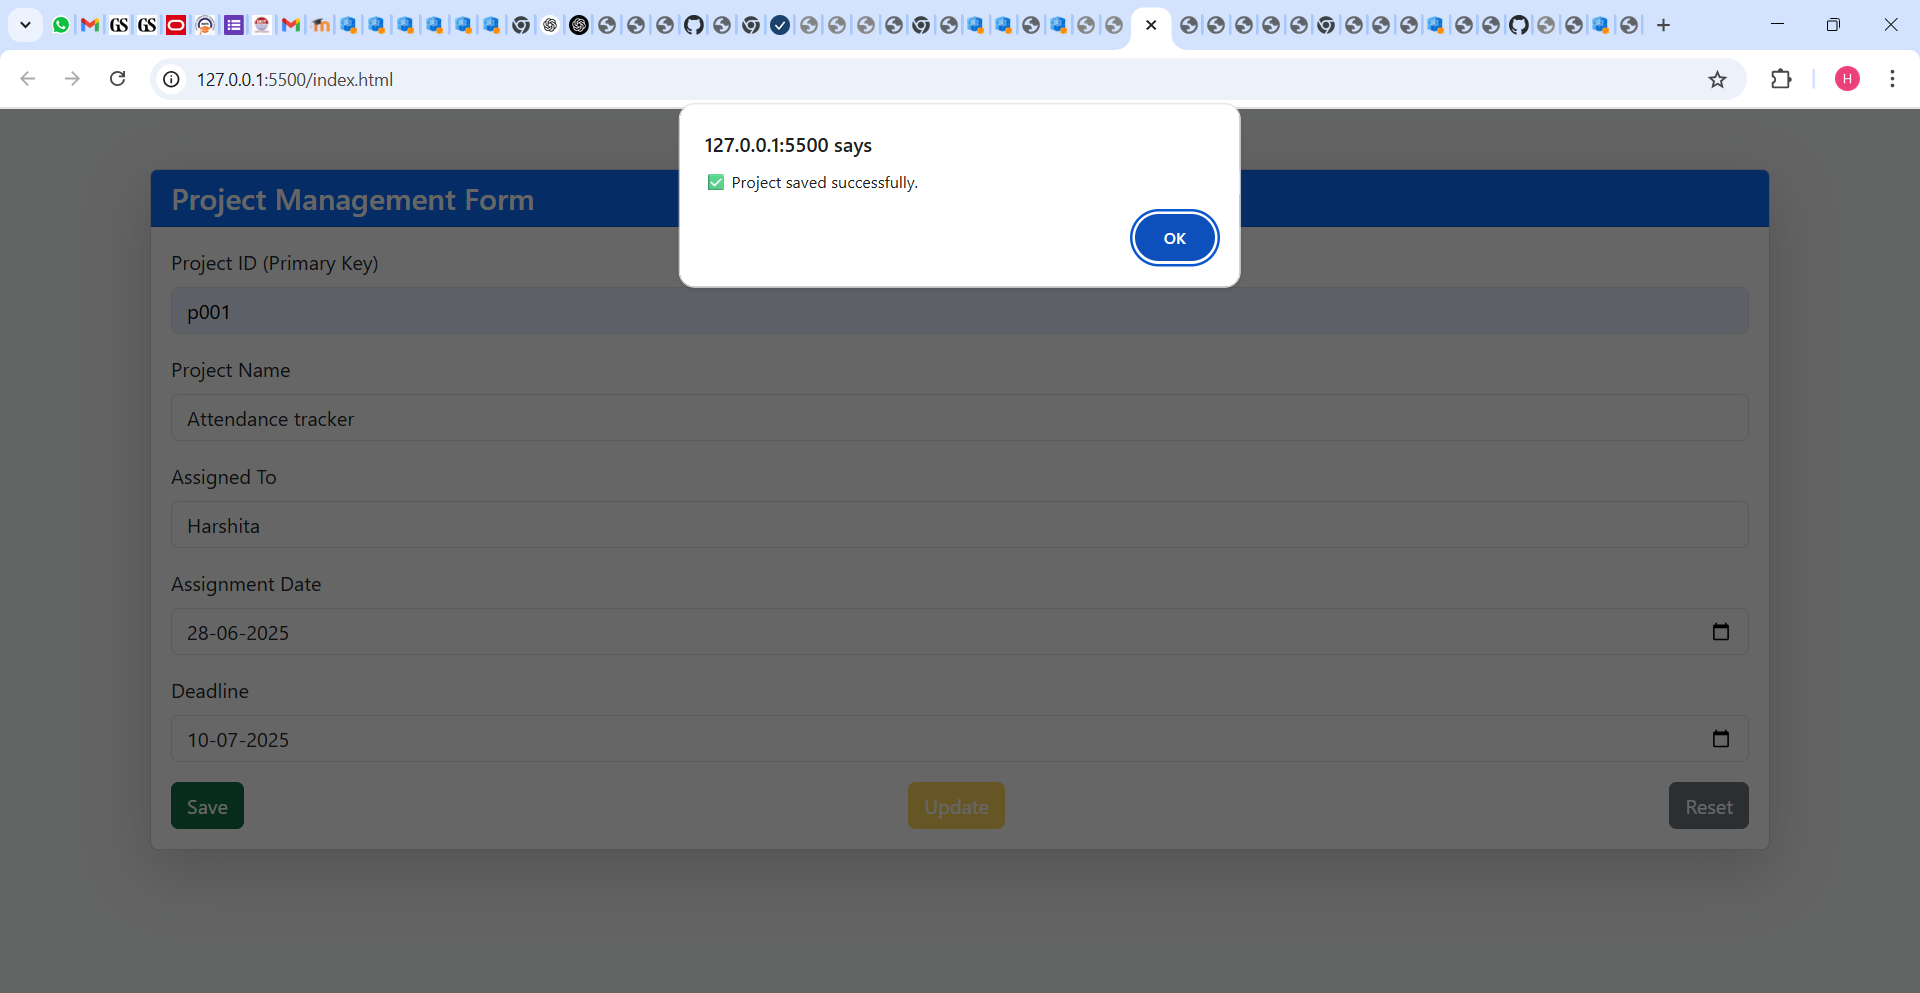 GS GS
127.0.0.1:5500/index.html
H
127.0.0.1:5500 says
✅ Project saved successfully.
OK
Project Management Form
Project ID (Primary Key)
p001
Project Name
Attendance tracker
Assigned To
Harshita
Assignment Date
28-06-2025
Deadline
10-07-2025
Save Update Reset